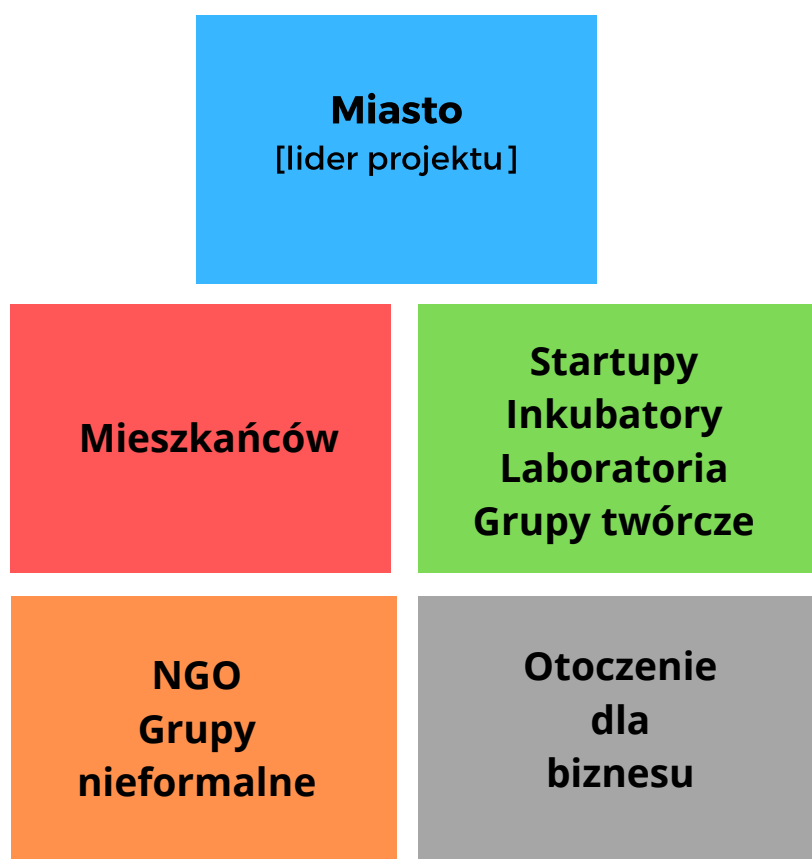 Miasto
[lider projektu]
Mieszkańców
Startupy
Inkubatory
Laboratoria
Grupy twórcze
NGO
Grupy
nieformalne
Otoczenie
dla
biznesu